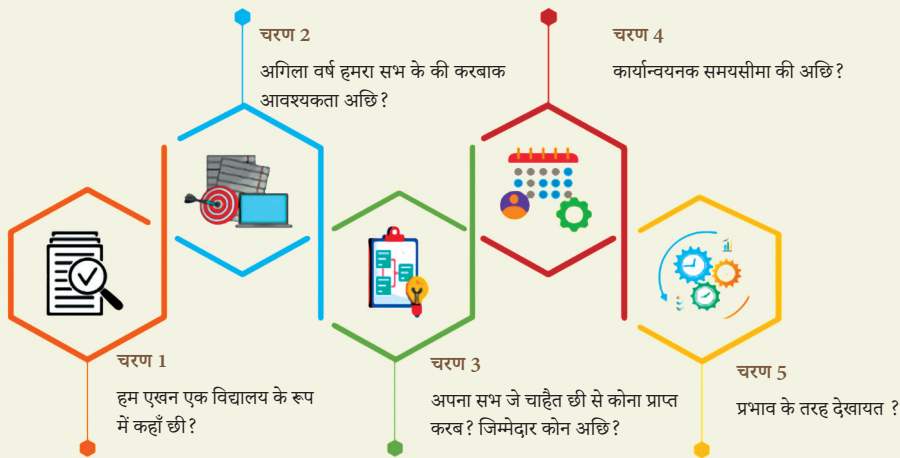 चरण 1
हम एखन एक विद्यालय के रूप
में कहाँ छी?
चरण 2
अगिला वर्ष हमरा सभ के की करबाक
आवश्यकता अछि?
चरण 3
अपना सभ जे चाहैत छी से कोना प्राप्त
करब? जिम्मेदार कोन अछि?
चरण 4
कार्यान्वयनक समयसीमा की अछि?
चरण 5
प्रभाव के तरह देखायत ?